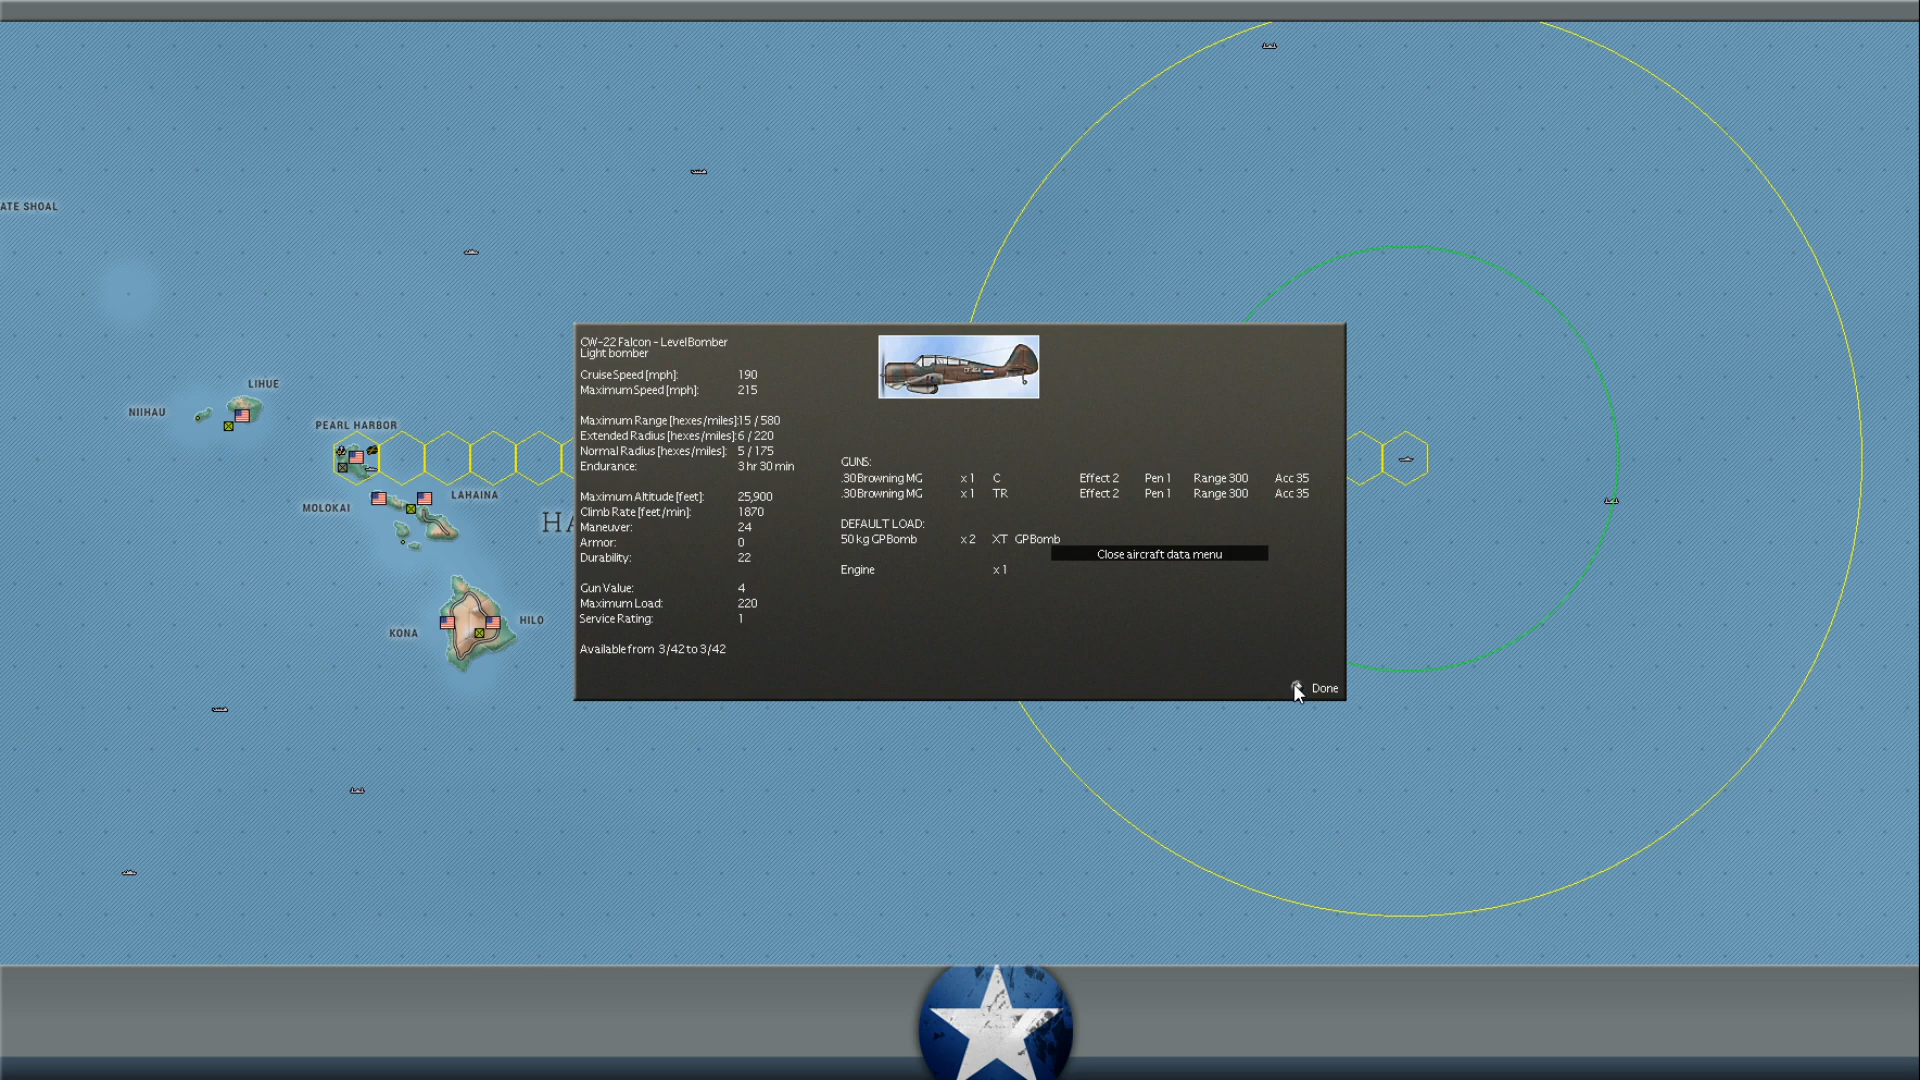 ATE SHOAL
LIHUE
NIIHAU
PEARL HARBOR
MOLOKAI
LAHAINA
HA
KONA
HILO
CW-22 Falcon - Level Bomber
Light bomber
Cruise Speed [mph]: 190
Maximum Speed [mph]: 215
Maximum Range [hexes/miles]: 15 / 580
Extended Radius [hexes/miles]: 6 / 220
Normal Radius [hexes/miles]: 5 / 175
Endurance: 3 hr 30 min
Maximum Altitude [feet]: 25,900
Climb Rate [feet/min]: 1870
Maneuver: 24
Armor: 0
Durability: 22
Gun Value: 4
Maximum Load: 220
Service Rating: 1
Available from 3/42 to 3/42
GUNS:
.30 Browning MG x 1 C Effect 2 Pen 1 Range 300 Acc 35
.30 Browning MG x 1 TR Effect 2 Pen 1 Range 300 Acc 35
DEFAULT LOAD:
50 kg GP Bomb x 2 XT GP Bomb
Close aircraft data menu
Engine x 1
Done